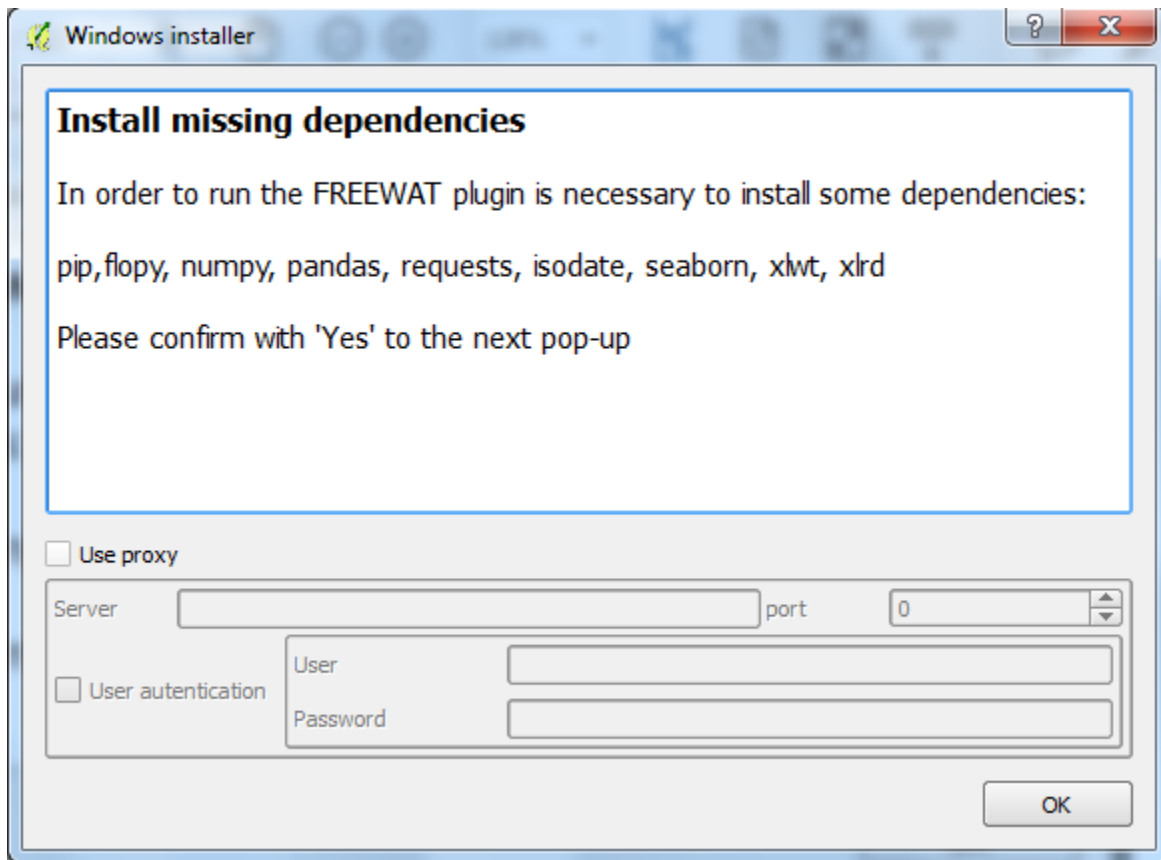 Windows installer
Install missing dependencies
In order to run the FREEWAT plugin is necessary to install some dependencies:
pip,flopy, numpy, pandas, requests, isodate, seaborn, xlwt, xlrd
Please confirm with 'Yes' to the next pop-up
Use proxy
Server port 0
User autentication
User
Password
OK